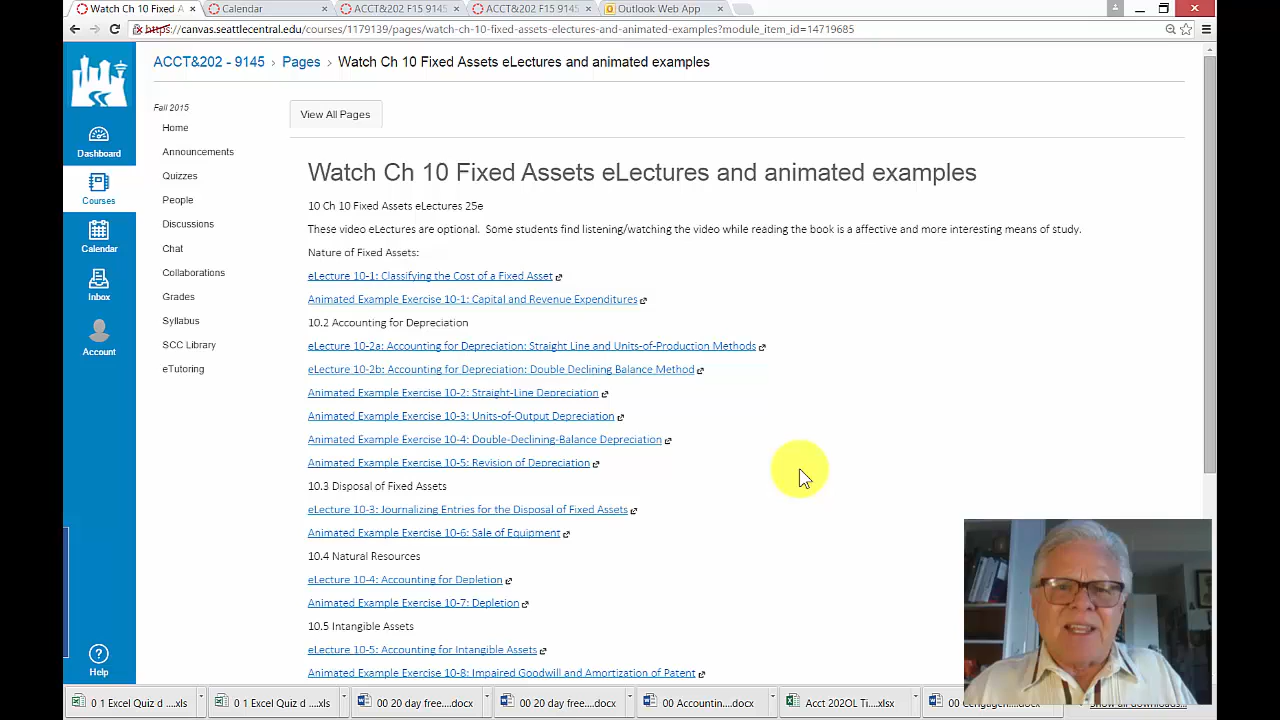 Watch Ch 10 Fixed A
Calendar
ACCT&202 F15 9145
ACCT&202 F15 9145
Outlook Web App
https://canvas.seattlecentral.edu/courses/1179139/pages/watch-ch-10-fixed-assets-electures-and-animated-examples?module_item_id=14719685
ACCT&202 - 9145 › Pages › Watch Ch 10 Fixed Assets eLectures and animated examples
Dashboard
Courses
Calendar
Inbox
Account
Help
Fall 2015
Home
Announcements
Quizzes
People
Discussions
Chat
Collaborations
Grades
Syllabus
SCC Library
eTutoring
View All Pages
Watch Ch 10 Fixed Assets eLectures and animated examples
10 Ch 10 Fixed Assets eLectures 25e
These video eLectures are optional. Some students find listening/watching the video while reading the book is a affective and more interesting means of study.
Nature of Fixed Assets:
eLecture 10-1: Classifying the Cost of a Fixed Asset
Animated Example Exercise 10-1: Capital and Revenue Expenditures
10.2 Accounting for Depreciation
eLecture 10-2a: Accounting for Depreciation: Straight Line and Units-of-Production Methods
eLecture 10-2b: Accounting for Depreciation: Double Declining Balance Method
Animated Example Exercise 10-2: Straight-Line Depreciation
Animated Example Exercise 10-3: Units-of-Output Depreciation
Animated Example Exercise 10-4: Double-Declining-Balance Depreciation
Animated Example Exercise 10-5: Revision of Depreciation
10.3 Disposal of Fixed Assets
eLecture 10-3: Journalizing Entries for the Disposal of Fixed Assets
Animated Example Exercise 10-6: Sale of Equipment
10.4 Natural Resources
eLecture 10-4: Accounting for Depletion
Animated Example Exercise 10-7: Depletion
10.5 Intangible Assets
eLecture 10-5: Accounting for Intangible Assets
Animated Example Exercise 10-8: Impaired Goodwill and Amortization of Patent
0 1 Excel Quiz d ....xls
0 1 Excel Quiz d ....xls
00 20 day free....docx
00 20 day free....docx
00 Accountin....docx
Acct 202OL Ti....xlsx